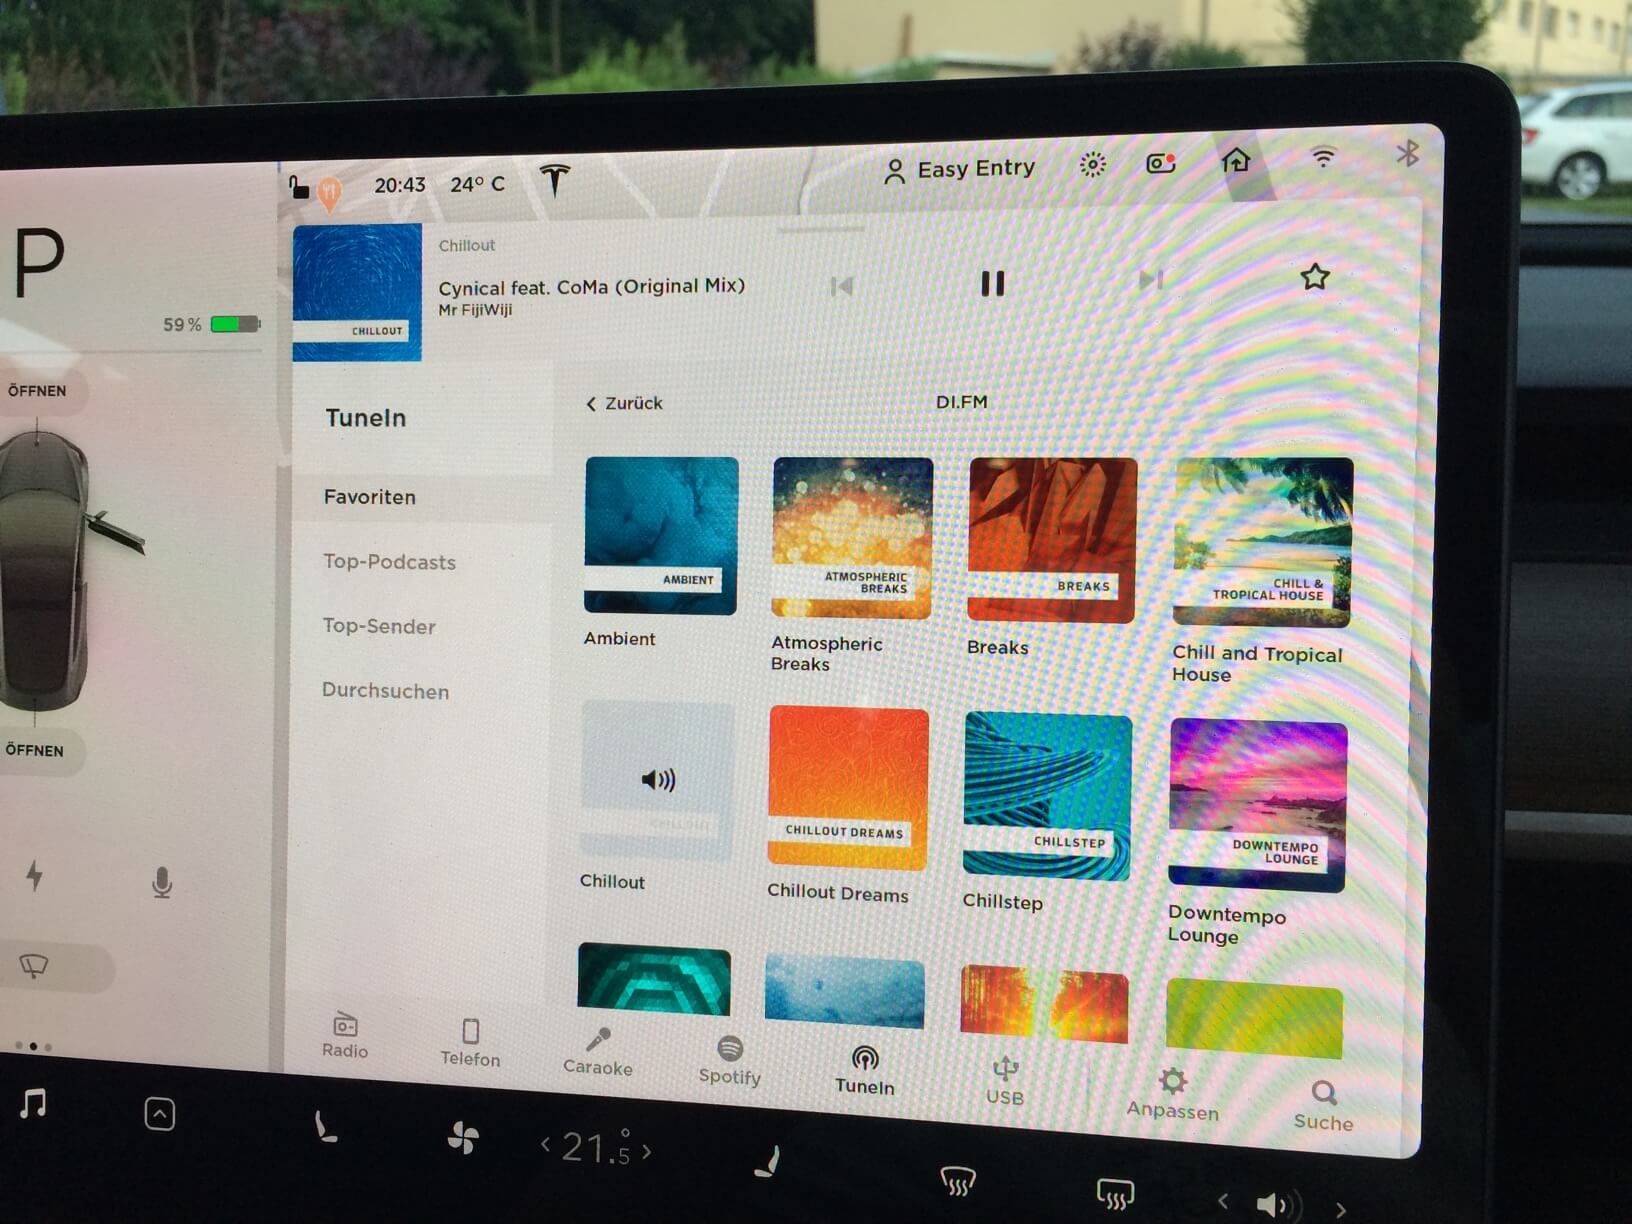 P
59 %
ÖFFNEN
ÖFFNEN
20:43 24° C
Easy Entry
CHILLOUT
Chillout
Cynical feat. CoMa (Original Mix)
Mr FijiWiji
TuneIn
Favoriten
Top-Podcasts
Top-Sender
Durchsuchen
Zurück
DI.FM
AMBIENT
Ambient
ATMOSPHERIC
BREAKS
Atmospheric
Breaks
BREAKS
Breaks
CHILL &
TROPICAL HOUSE
Chill and Tropical
House
CHILLOUT
Chillout
CHILLOUT DREAMS
Chillout Dreams
CHILLSTEP
Chillstep
DOWNTEMPO
LOUNGE
Downtempo
Lounge
Radio
Telefon
Caraoke
Spotify
TuneIn
USB
Anpassen
Suche
21.5°